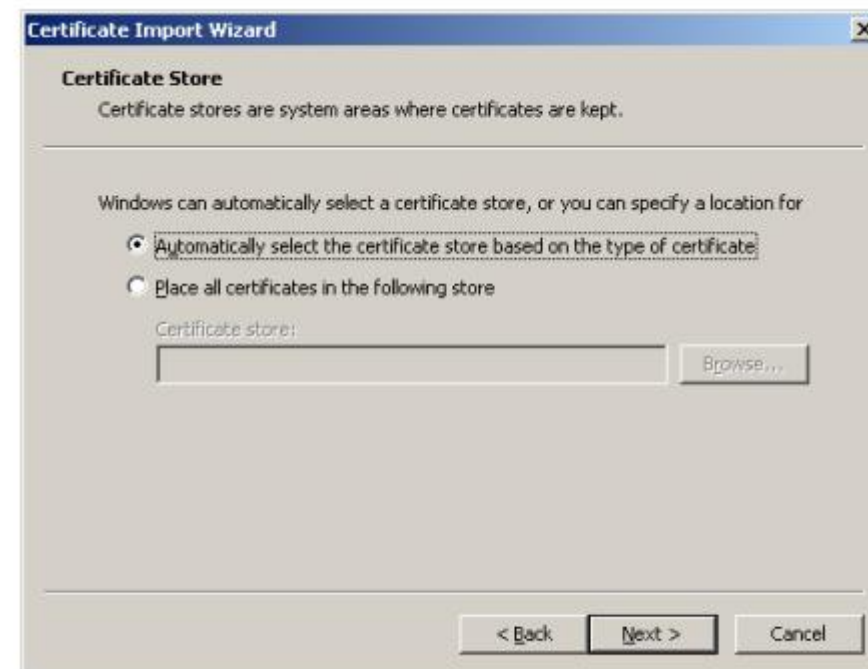 Certificate Import Wizard
Certificate Store
Certificate stores are system areas where certificates are kept.
Windows can automatically select a certificate store, or you can specify a location for
Automatically select the certificate store based on the type of certificate
Place all certificates in the following store
Certificate store:
Browse...
< Back
Next >
Cancel